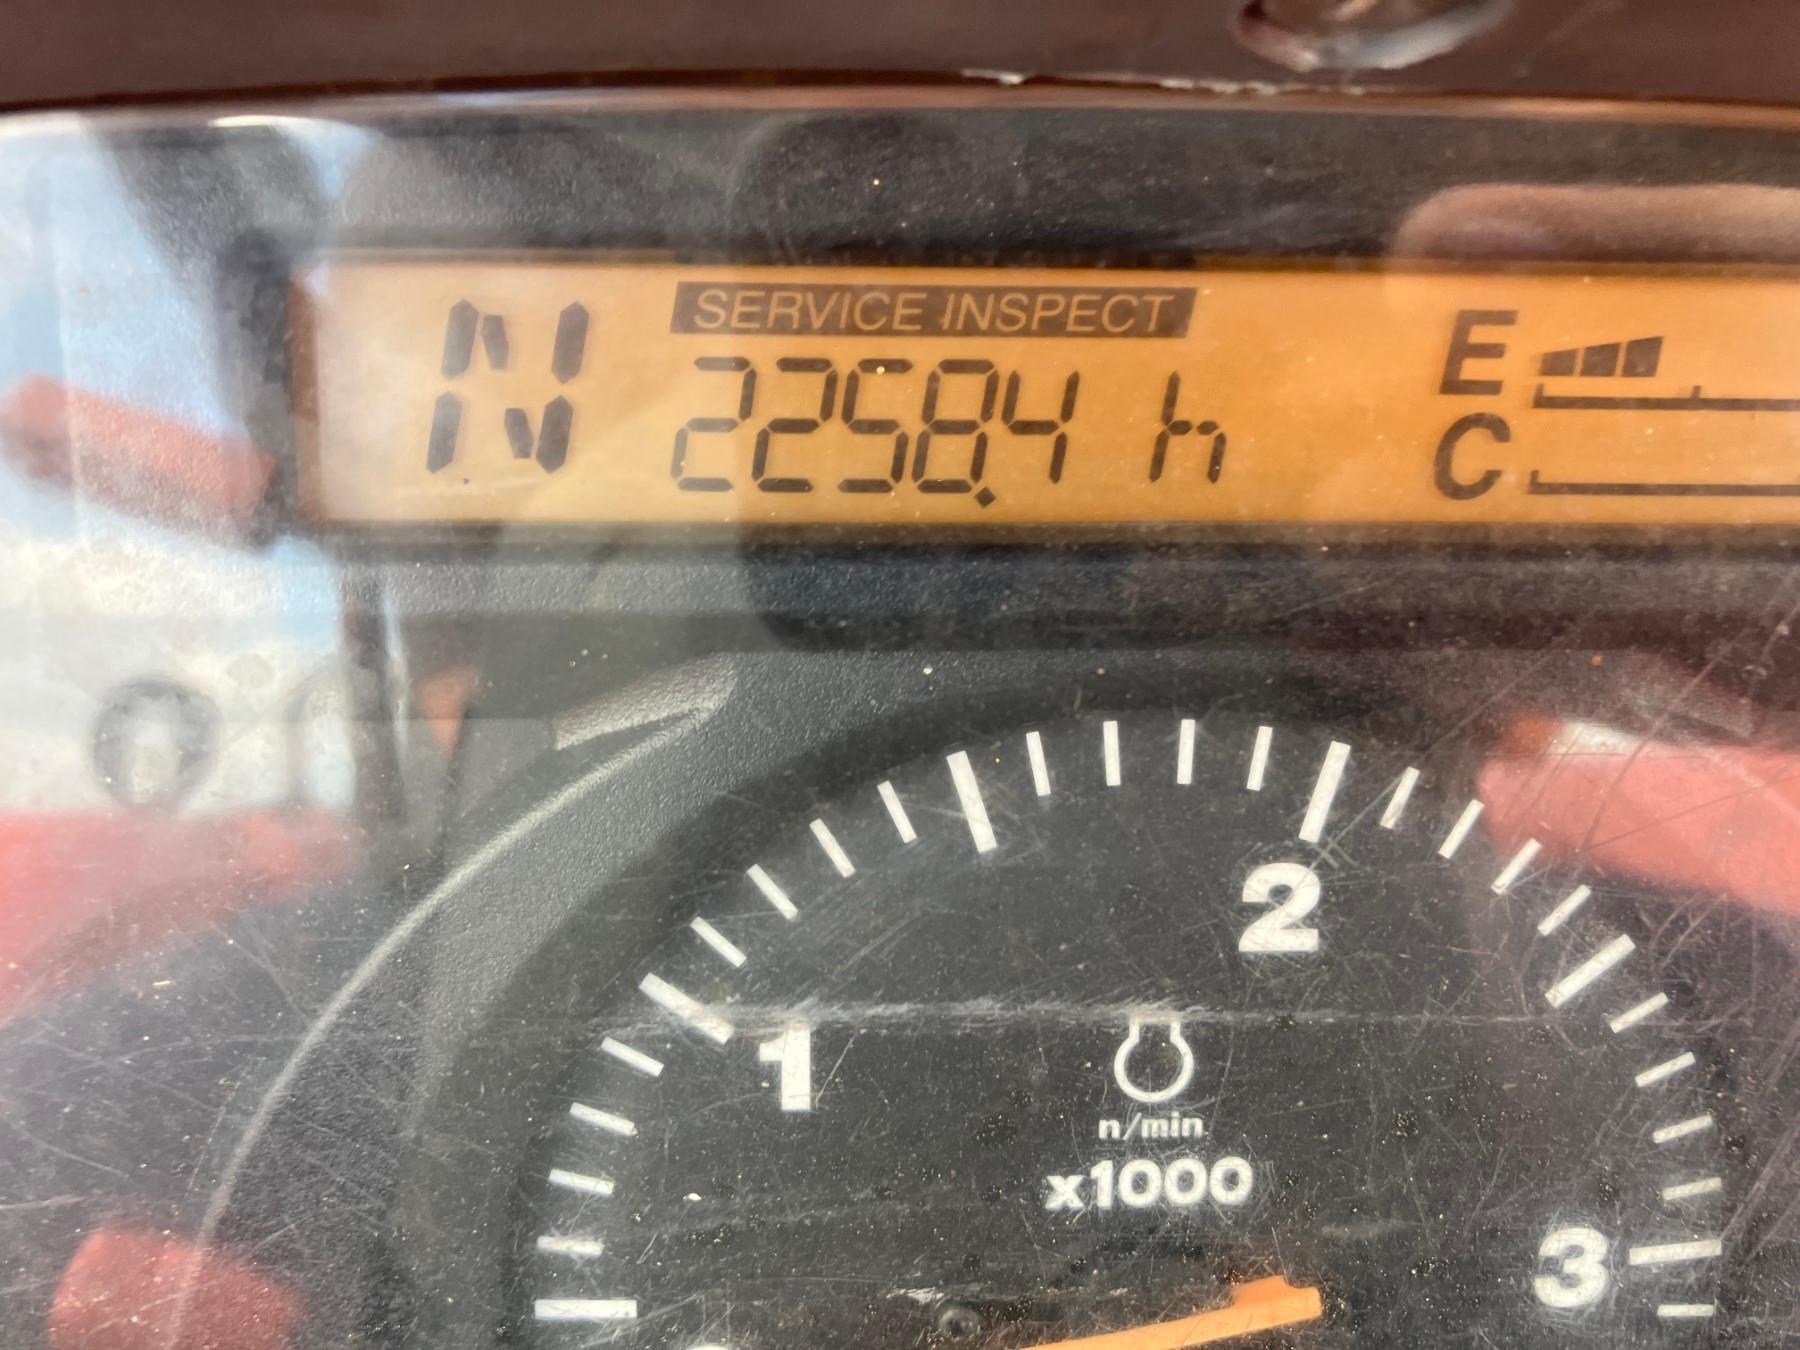 SERVICE INSPECT
N 2258.4 h E
C
2
1
n/min
x1000
3